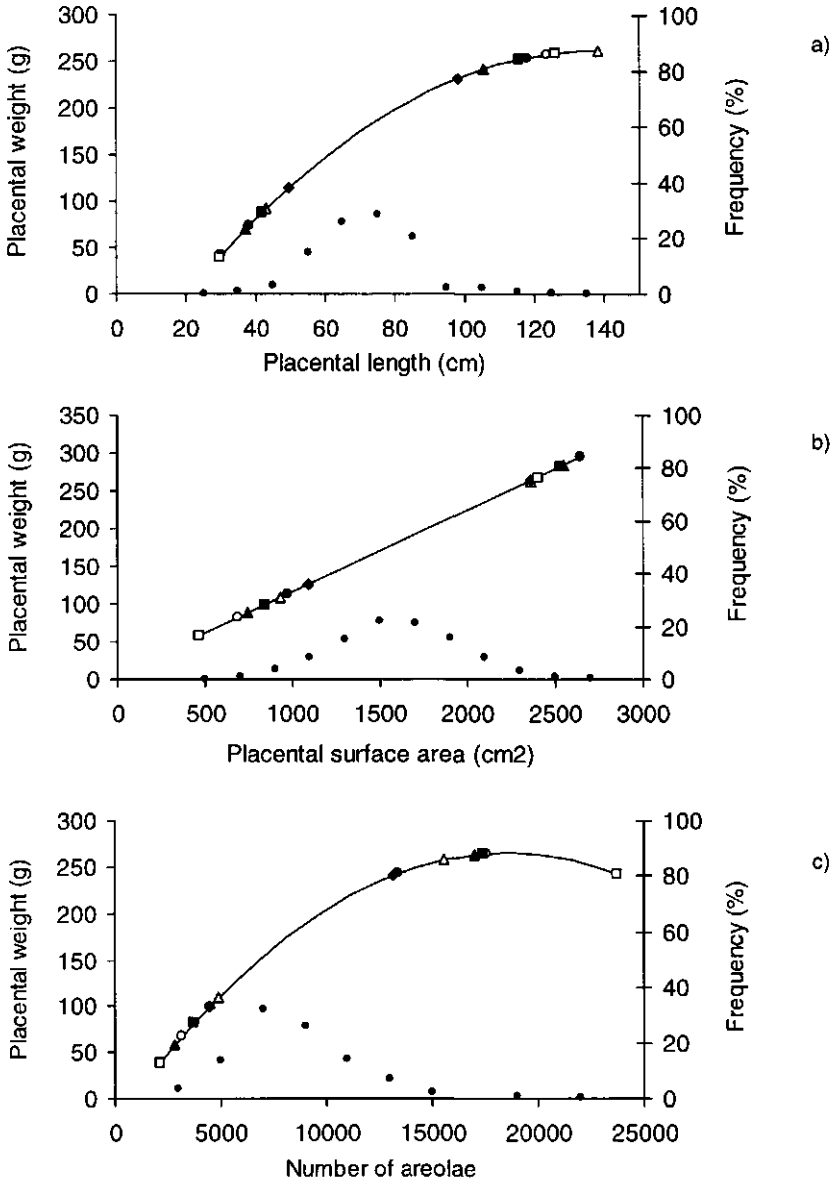 a)
Placental weight (g)
300
250
200
150
100
50
0
Frequency (%)
100
80
60
40
20
0
0 20 40 60 80 100 120 140
Placental length (cm)
b)
Placental weight (g)
350
300
250
200
150
100
50
0
Frequency (%)
100
80
60
40
20
0
0 500 1000 1500 2000 2500 3000
Placental surface area (cm2)
c)
Placental weight (g)
300
250
200
150
100
50
0
Frequency (%)
100
80
60
40
20
0
0 5000 10000 15000 20000 25000
Number of areolae